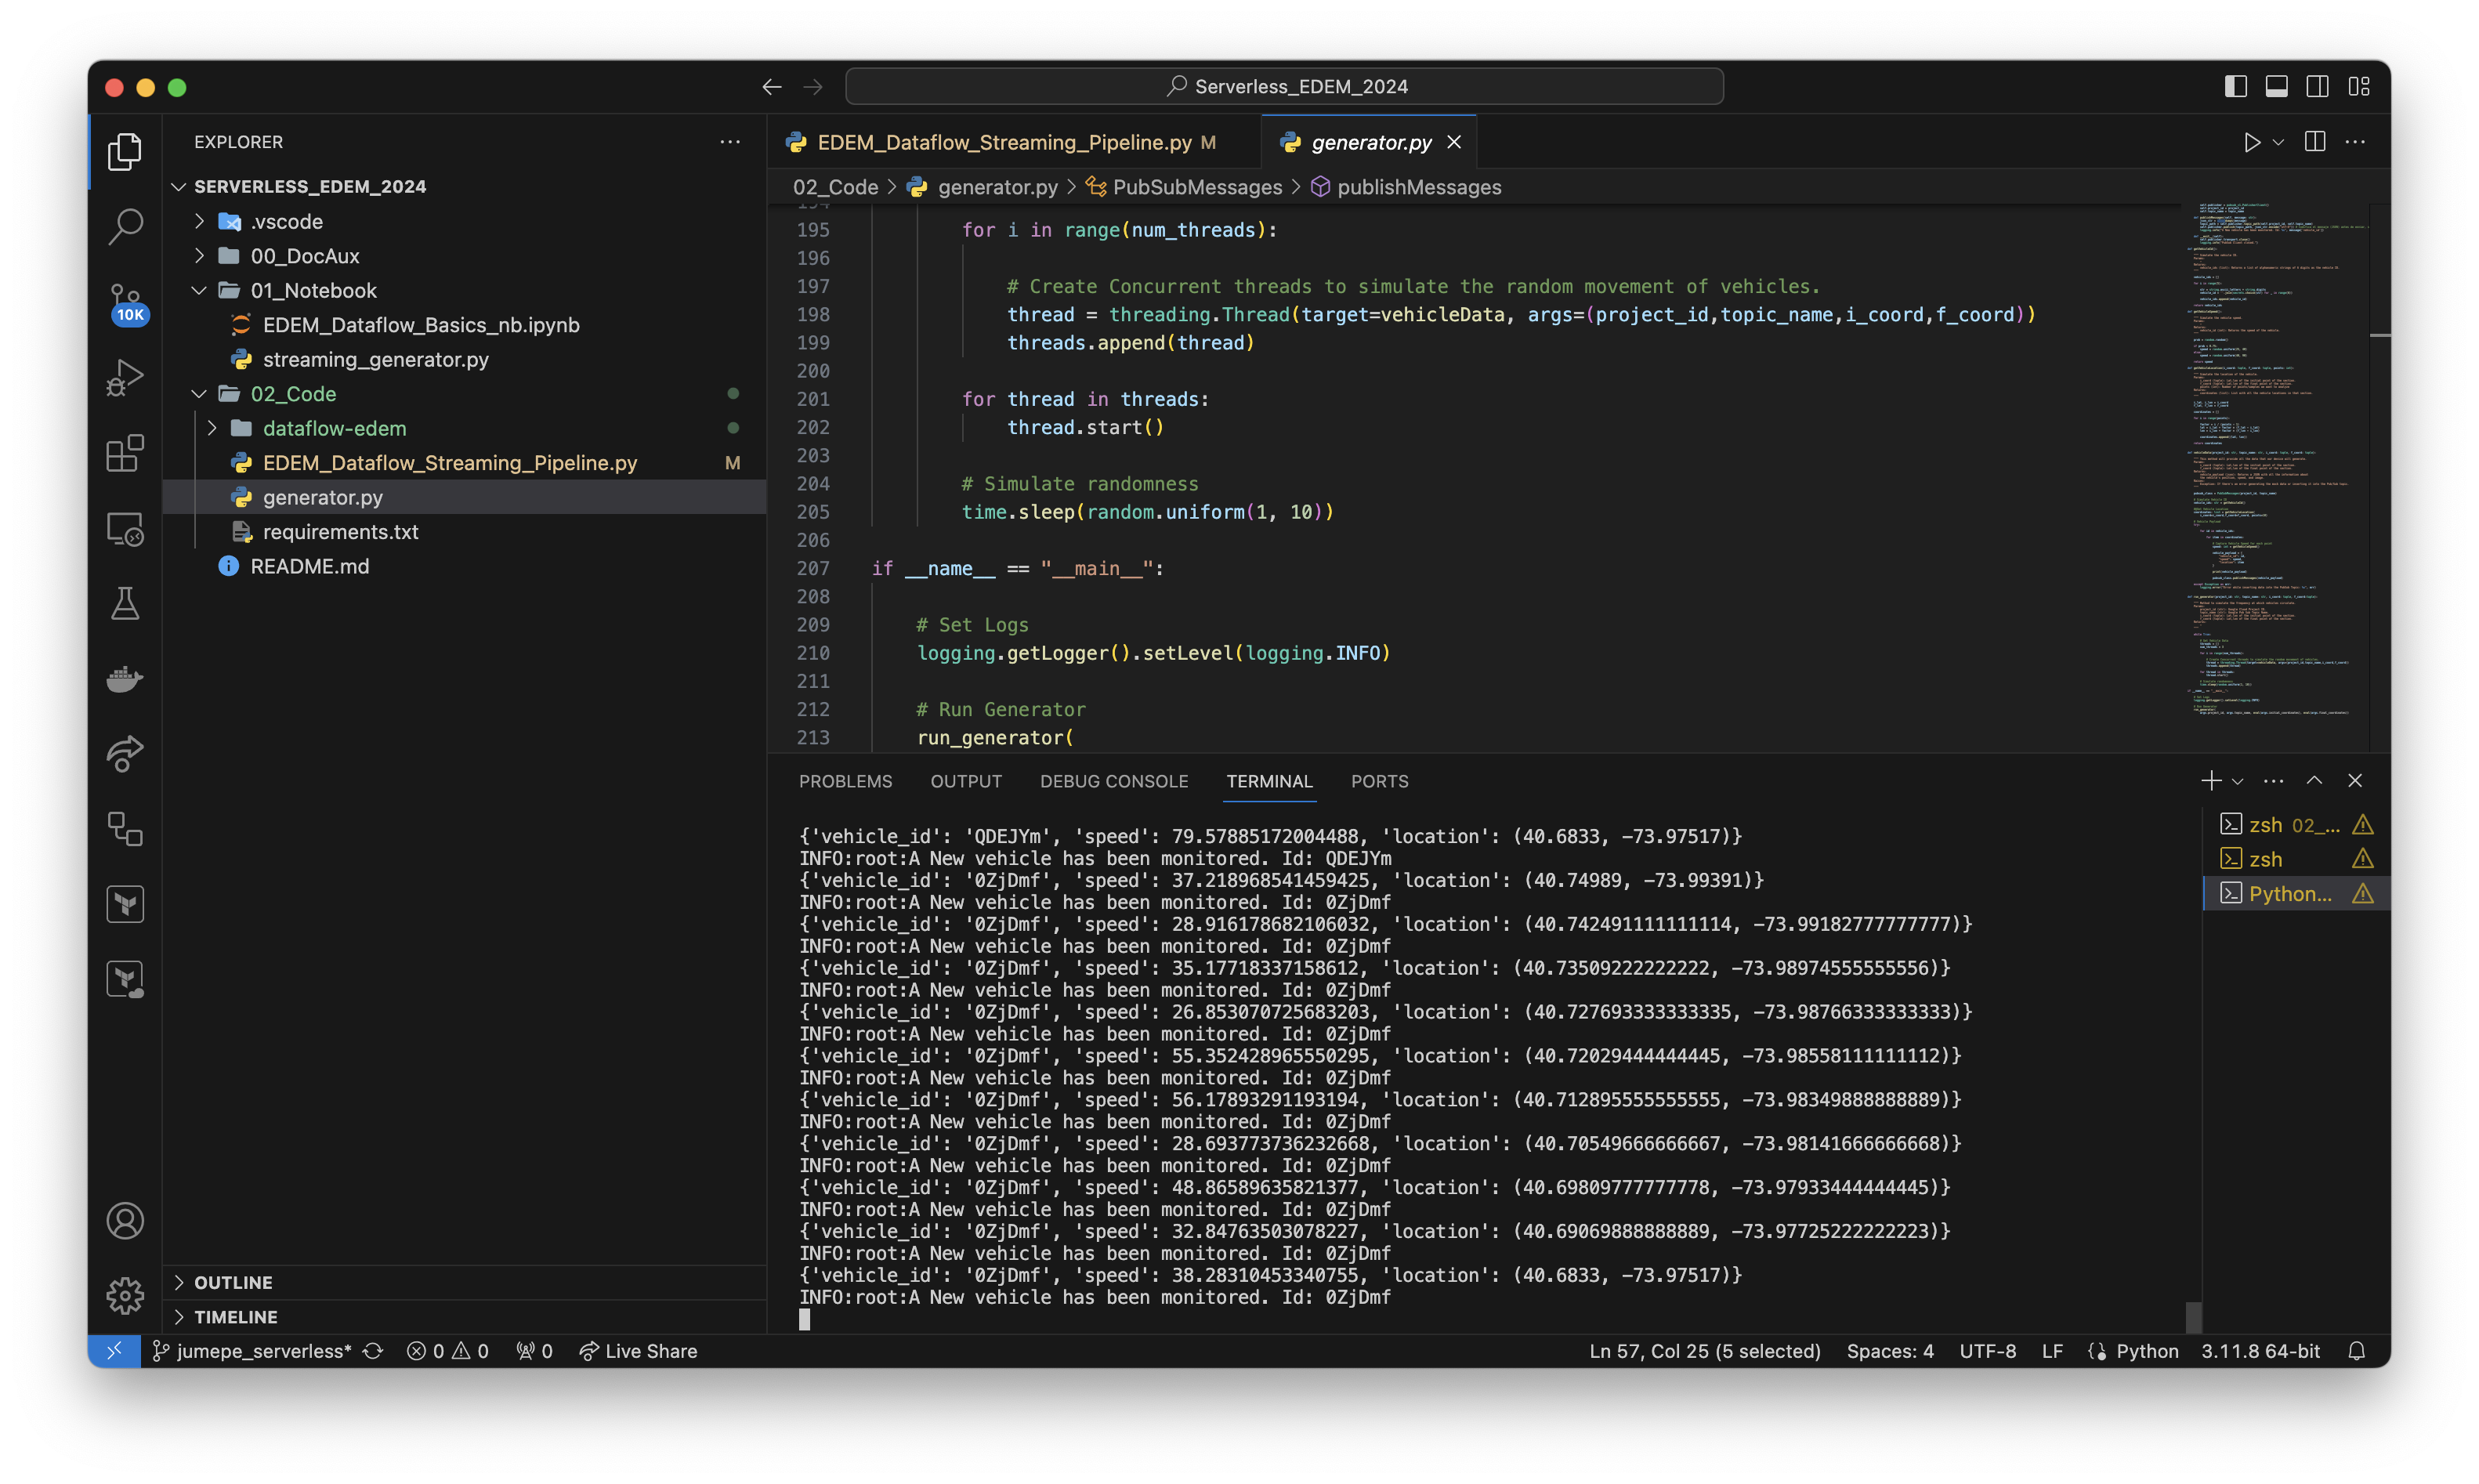 Serverless_EDEM_2024
EXPLORER
SERVERLESS_EDEM_2024
.vscode
00_DocAux
01_Notebook
EDEM_Dataflow_Basics_nb.ipynb
streaming_generator.py
02_Code
dataflow-edem
EDEM_Dataflow_Streaming_Pipeline.py M
generator.py
requirements.txt
README.md
10K
OUTLINE
TIMELINE
EDEM_Dataflow_Streaming_Pipeline.py M
generator.py
02_Code > generator.py > PubSubMessages > publishMessages
195 for i in range(num_threads):
196
197 # Create Concurrent threads to simulate the random movement of vehicles.
198 thread = threading.Thread(target=vehicleData, args=(project_id,topic_name,i_coord,f_coord))
199 threads.append(thread)
200
201 for thread in threads:
202 thread.start()
203
204 # Simulate randomness
205 time.sleep(random.uniform(1, 10))
206
207 if __name__ == "__main__":
208
209 # Set Logs
210 logging.getLogger().setLevel(logging.INFO)
211
212 # Run Generator
213 run_generator(
PROBLEMS OUTPUT DEBUG CONSOLE TERMINAL PORTS
{'vehicle_id': 'QDEJYm', 'speed': 79.57885172004488, 'location': (40.6833, -73.97517)}
INFO:root:A New vehicle has been monitored. Id: QDEJYm
{'vehicle_id': '0ZjDmf', 'speed': 37.218968541459425, 'location': (40.74989, -73.99391)}
INFO:root:A New vehicle has been monitored. Id: 0ZjDmf
{'vehicle_id': '0ZjDmf', 'speed': 28.916178682106032, 'location': (40.742491111111114, -73.99182777777777)}
INFO:root:A New vehicle has been monitored. Id: 0ZjDmf
{'vehicle_id': '0ZjDmf', 'speed': 35.17718337158612, 'location': (40.73509222222222, -73.98974555555556)}
INFO:root:A New vehicle has been monitored. Id: 0ZjDmf
{'vehicle_id': '0ZjDmf', 'speed': 26.853070725683203, 'location': (40.727693333333335, -73.98766333333333)}
INFO:root:A New vehicle has been monitored. Id: 0ZjDmf
{'vehicle_id': '0ZjDmf', 'speed': 55.352428965550295, 'location': (40.72029444444445, -73.98558111111112)}
INFO:root:A New vehicle has been monitored. Id: 0ZjDmf
{'vehicle_id': '0ZjDmf', 'speed': 56.17893291193194, 'location': (40.712895555555555, -73.98349888888889)}
INFO:root:A New vehicle has been monitored. Id: 0ZjDmf
{'vehicle_id': '0ZjDmf', 'speed': 28.693773736232668, 'location': (40.70549666666667, -73.98141666666668)}
INFO:root:A New vehicle has been monitored. Id: 0ZjDmf
{'vehicle_id': '0ZjDmf', 'speed': 48.86589635821377, 'location': (40.69809777777778, -73.97933444444445)}
INFO:root:A New vehicle has been monitored. Id: 0ZjDmf
{'vehicle_id': '0ZjDmf', 'speed': 32.84763503078227, 'location': (40.69069888888889, -73.97725222222223)}
INFO:root:A New vehicle has been monitored. Id: 0ZjDmf
{'vehicle_id': '0ZjDmf', 'speed': 38.28310453340755, 'location': (40.6833, -73.97517)}
INFO:root:A New vehicle has been monitored. Id: 0ZjDmf
zsh 02_...
zsh
Python...
jumepe_serverless* 0 0 0 Live Share Ln 57, Col 25 (5 selected) Spaces: 4 UTF-8 LF Python 3.11.8 64-bit